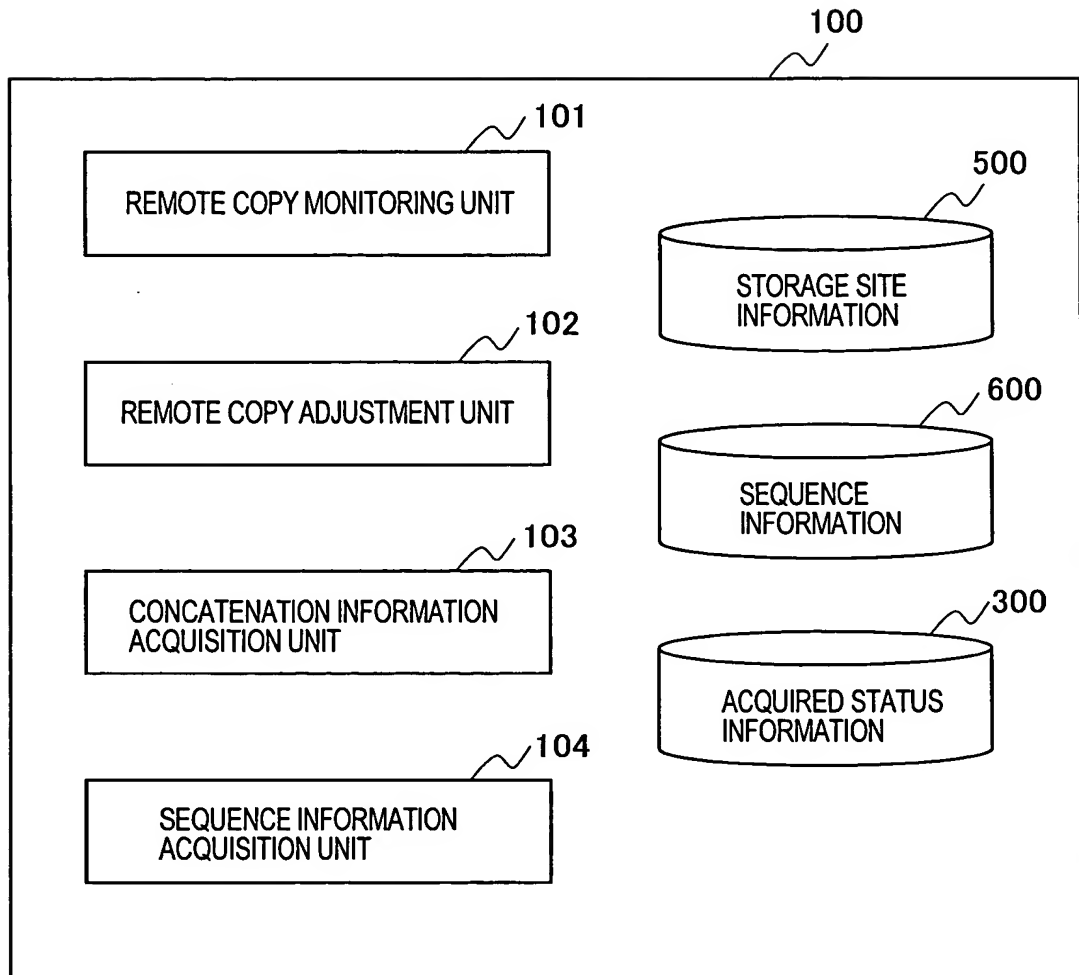 100
101
REMOTE COPY MONITORING UNIT
500
STORAGE SITE
INFORMATION
102
REMOTE COPY ADJUSTMENT UNIT
600
SEQUENCE
INFORMATION
103
CONCATENATION INFORMATION
ACQUISITION UNIT
300
ACQUIRED STATUS
INFORMATION
104
SEQUENCE INFORMATION
ACQUISITION UNIT